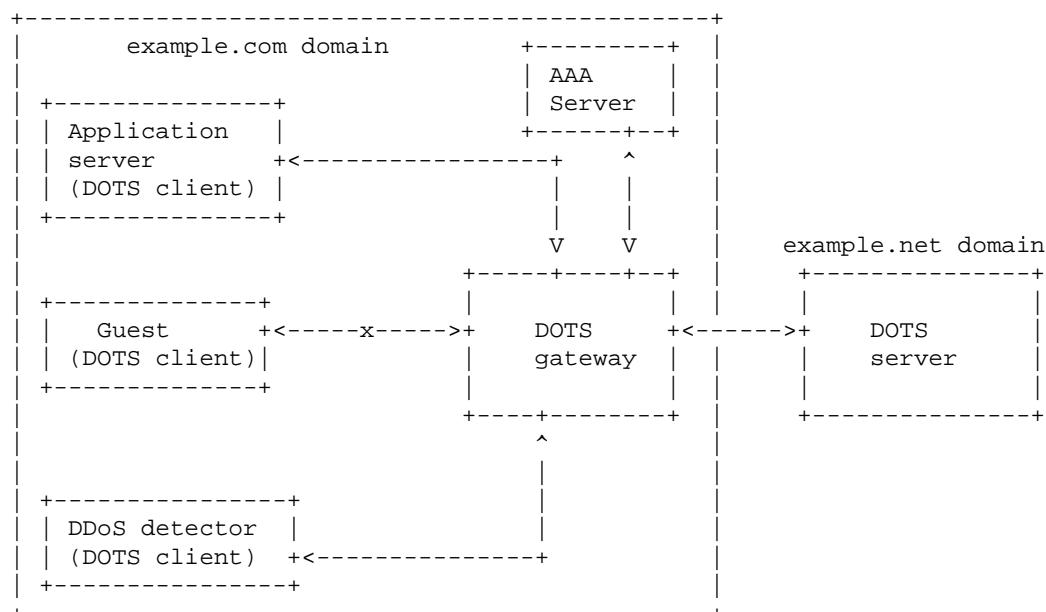 example.com domain
AAA
Server
Application
server
(DOTS client)
example.net domain
Guest
(DOTS client)
x
DOTS
gateway
DOTS
server
DDoS detector
(DOTS client)